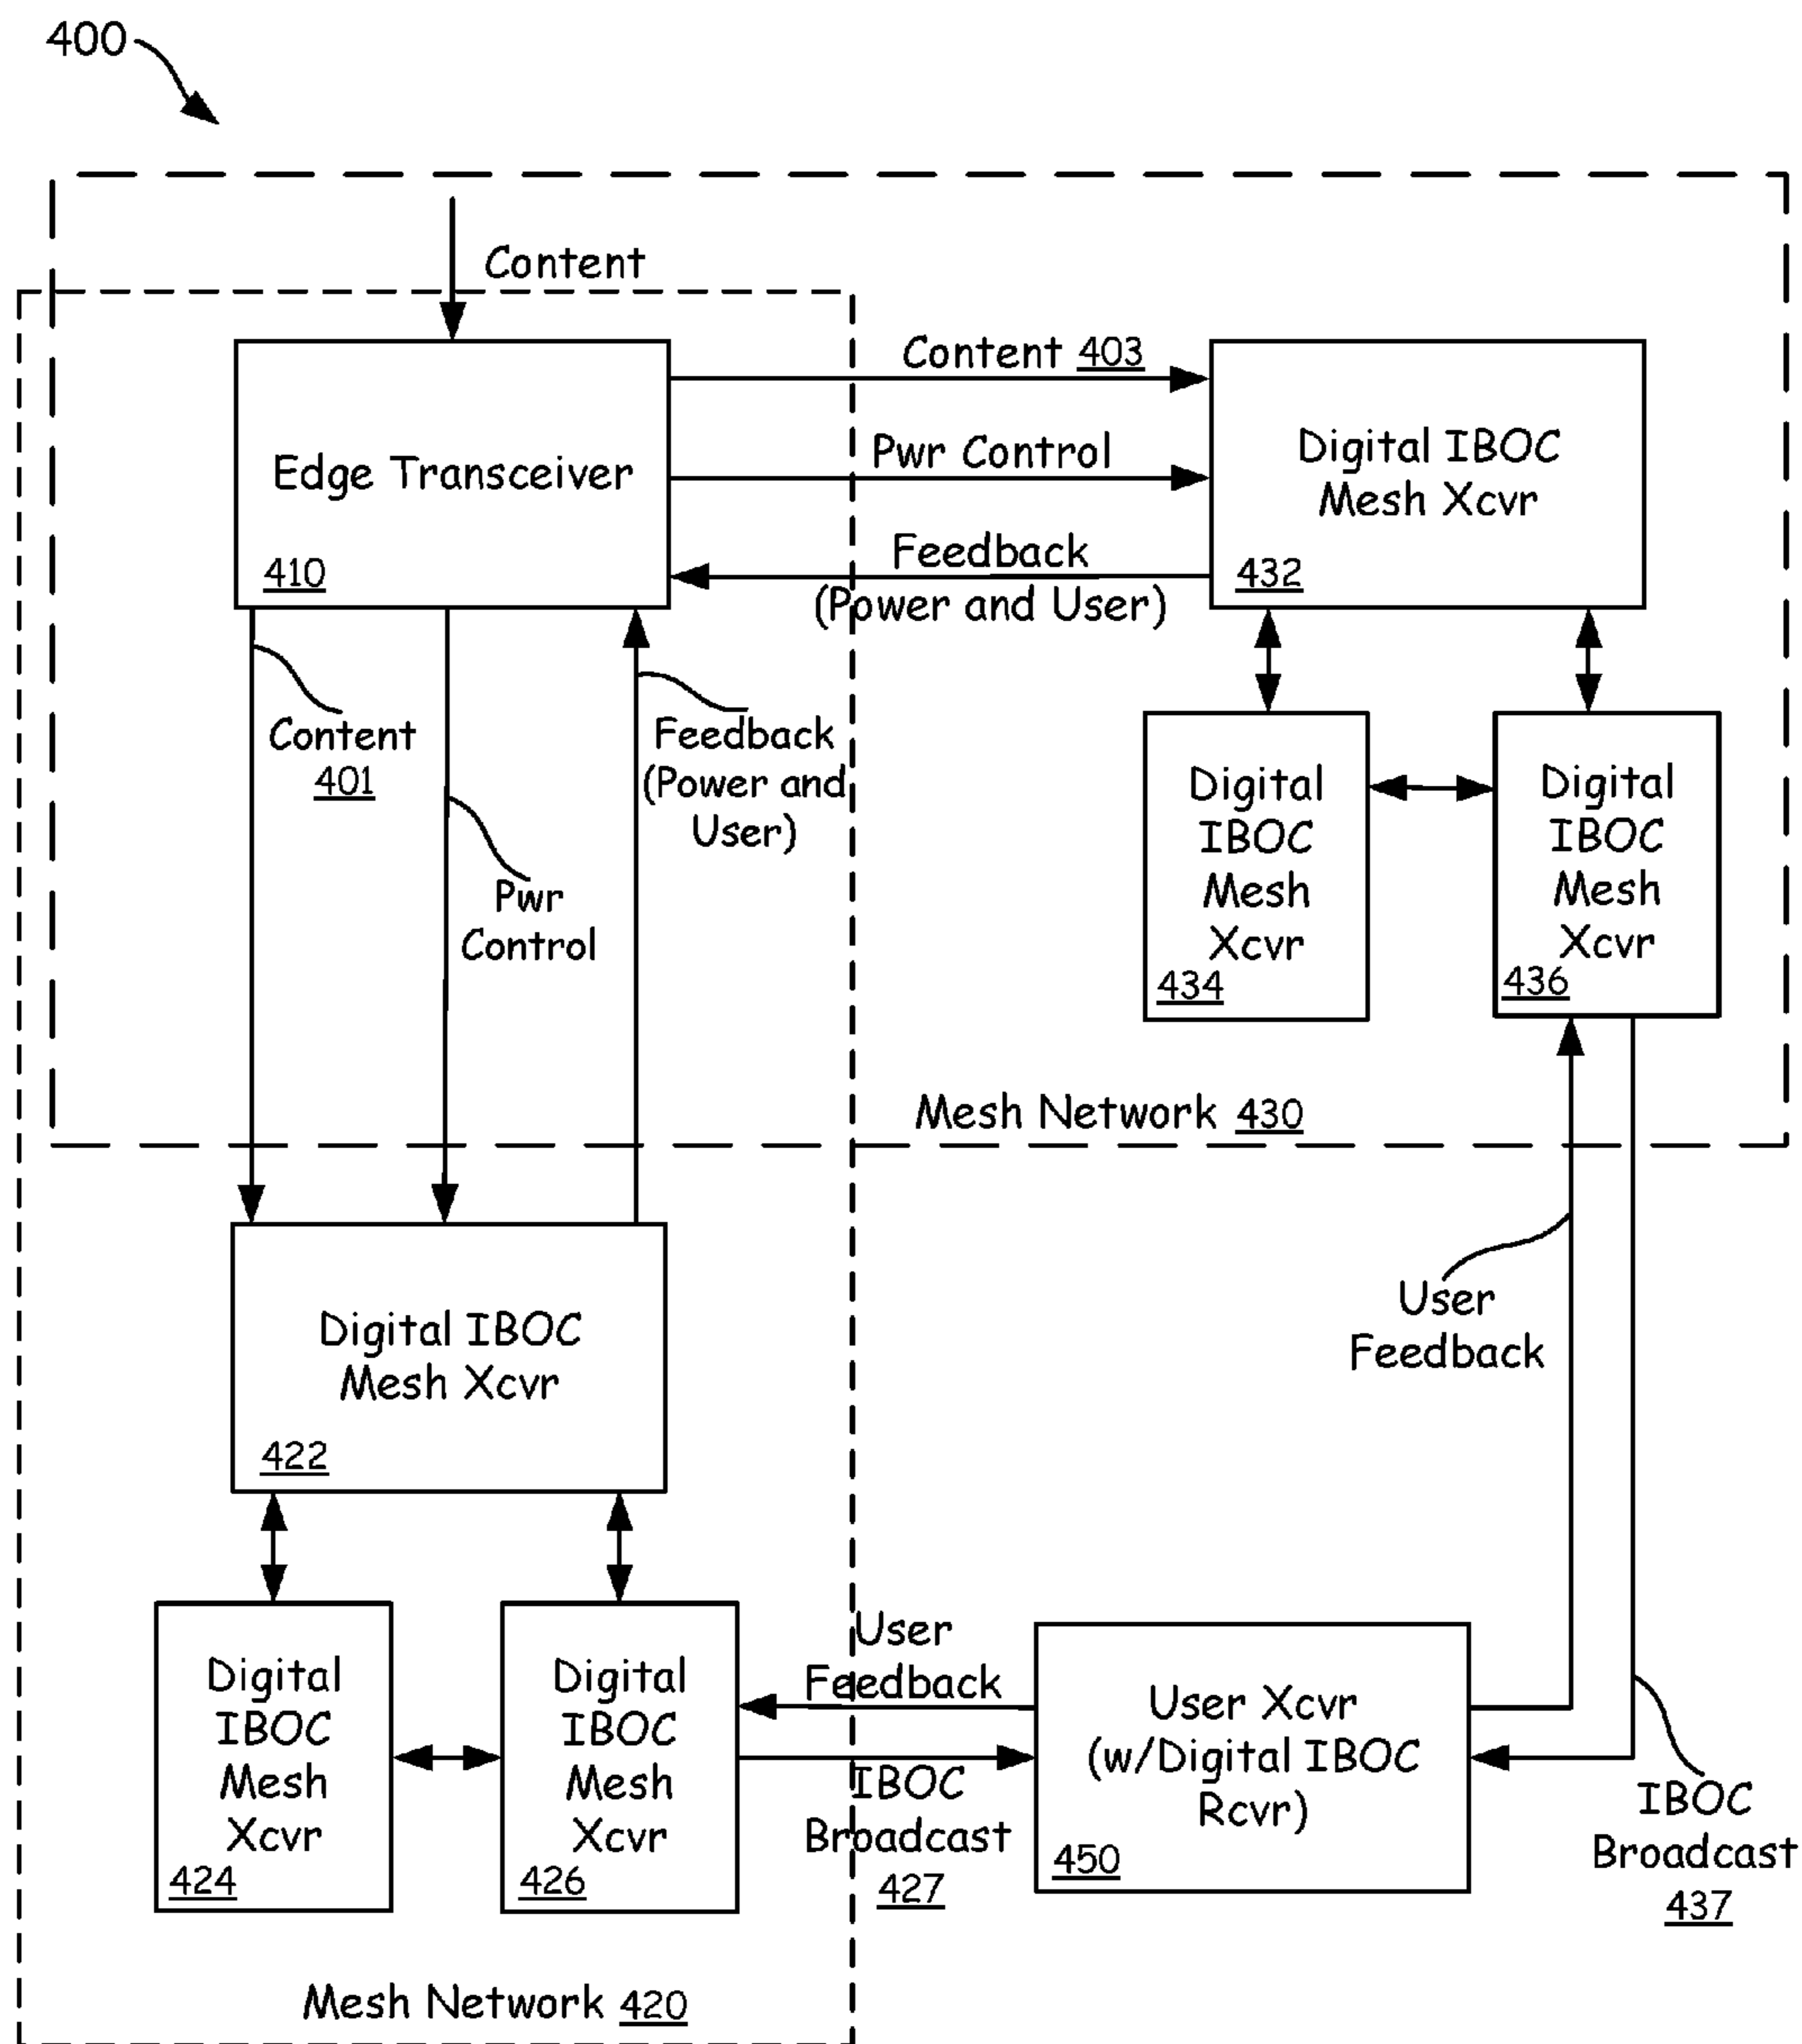 400
Content
Content 403
Pwr Control
Feedback
(Power and User)
Edge Transceiver
410
Digital IBOC
Mesh Xcvr
432
Content
401
Pwr
Control
Feedback
(Power and
User)
Digital
IBOC
Mesh
Xcvr
434
Digital
IBOC
Mesh
Xcvr
436
Mesh Network 430
Digital IBOC
Mesh Xcvr
422
User
Feedback
Digital
IBOC
Mesh
Xcvr
424
Digital
IBOC
Mesh
Xcvr
426
User
Feedback
IBOC
Broadcast
427
User Xcvr
(w/Digital IBOC
Rcvr)
450
IBOC
Broadcast
437
Mesh Network 420